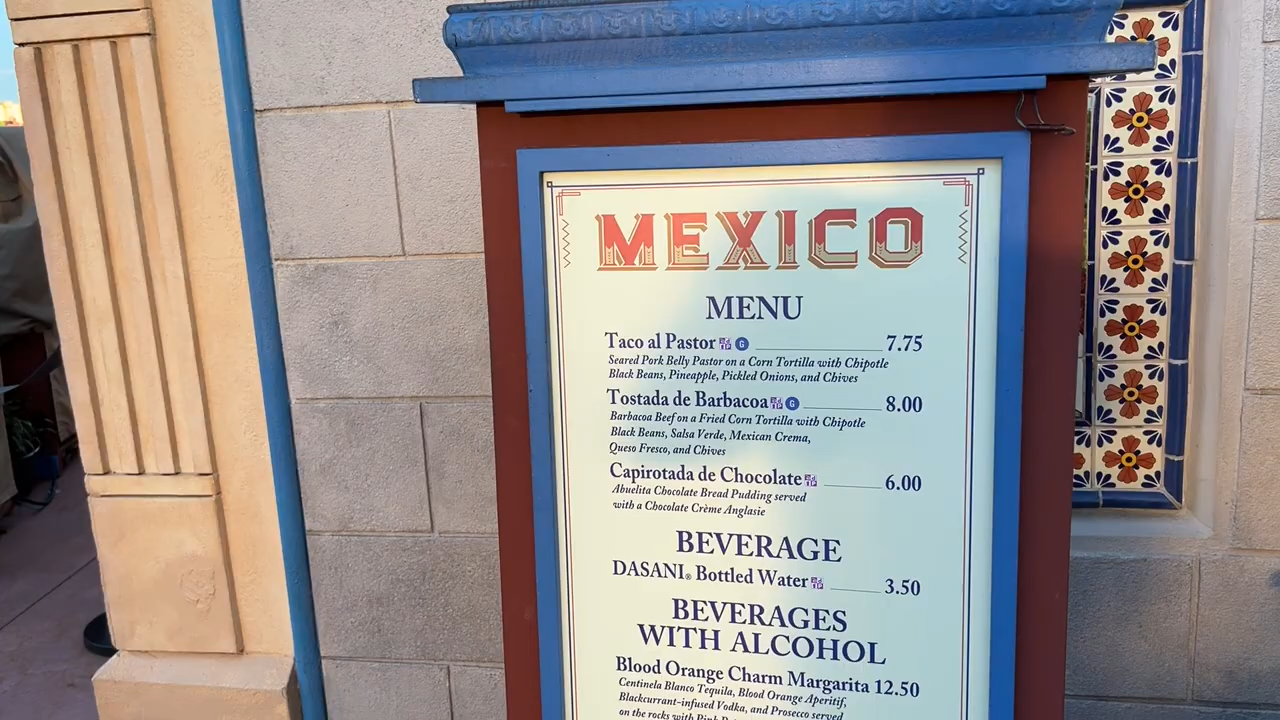 MEXICO
MENU
Taco al Pastor G 7.75
Seared Pork Belly Pastor on a Corn Tortilla with Chipotle
Black Beans, Pineapple, Pickled Onions, and Chives
Tostada de Barbacoa G 8.00
Barbacoa Beef on a Fried Corn Tortilla with Chipotle
Black Beans, Salsa Verde, Mexican Crema,
Queso Fresco, and Chives
Capirotada de Chocolate 6.00
Abuelita Chocolate Bread Pudding served
with a Chocolate Crème Anglasie
BEVERAGE
DASANI® Bottled Water 3.50
BEVERAGES
WITH ALCOHOL
Blood Orange Charm Margarita 12.50
Centinela Blanco Tequila, Blood Orange Aperitif,
Blackcurrant-infused Vodka, and Prosecco served
on the rocks with Pink